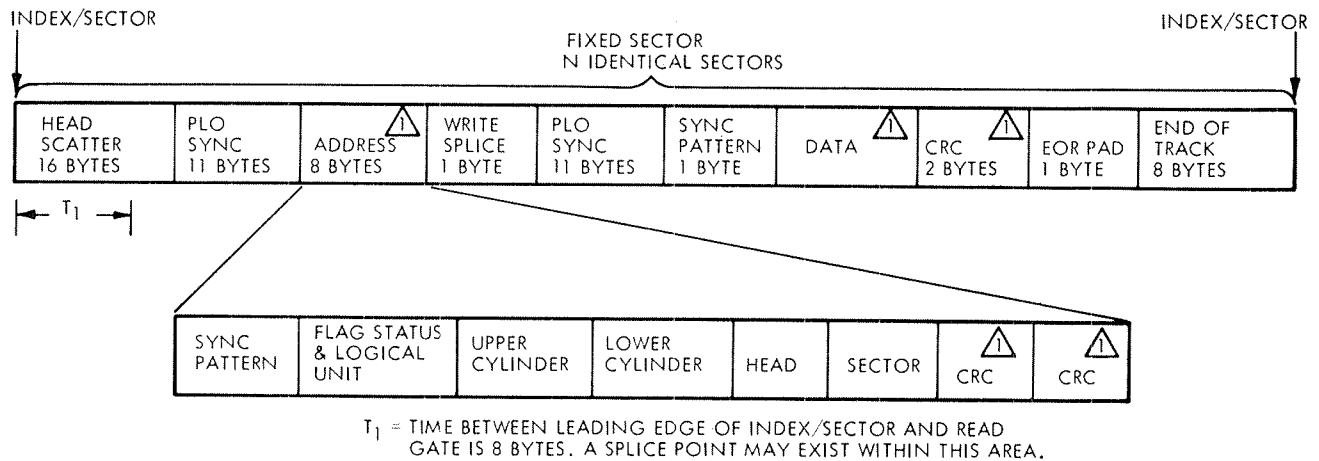 INDEX/SECTOR
INDEX/SECTOR
FIXED SECTOR
N IDENTICAL SECTORS
HEAD
SCATTER
16 BYTES
PLO
SYNC
11 BYTES
1
ADDRESS
8 BYTES
WRITE
SPLICE
1 BYTE
PLO
SYNC
11 BYTES
SYNC
PATTERN
1 BYTE
1
DATA
1
CRC
2 BYTES
EOR PAD
1 BYTE
END OF
TRACK
8 BYTES
T1
SYNC
PATTERN
FLAG STATUS
& LOGICAL
UNIT
UPPER
CYLINDER
LOWER
CYLINDER
HEAD
SECTOR
1
CRC
1
CRC
T1 = TIME BETWEEN LEADING EDGE OF INDEX/SECTOR AND READ
GATE IS 8 BYTES. A SPLICE POINT MAY EXIST WITHIN THIS AREA.